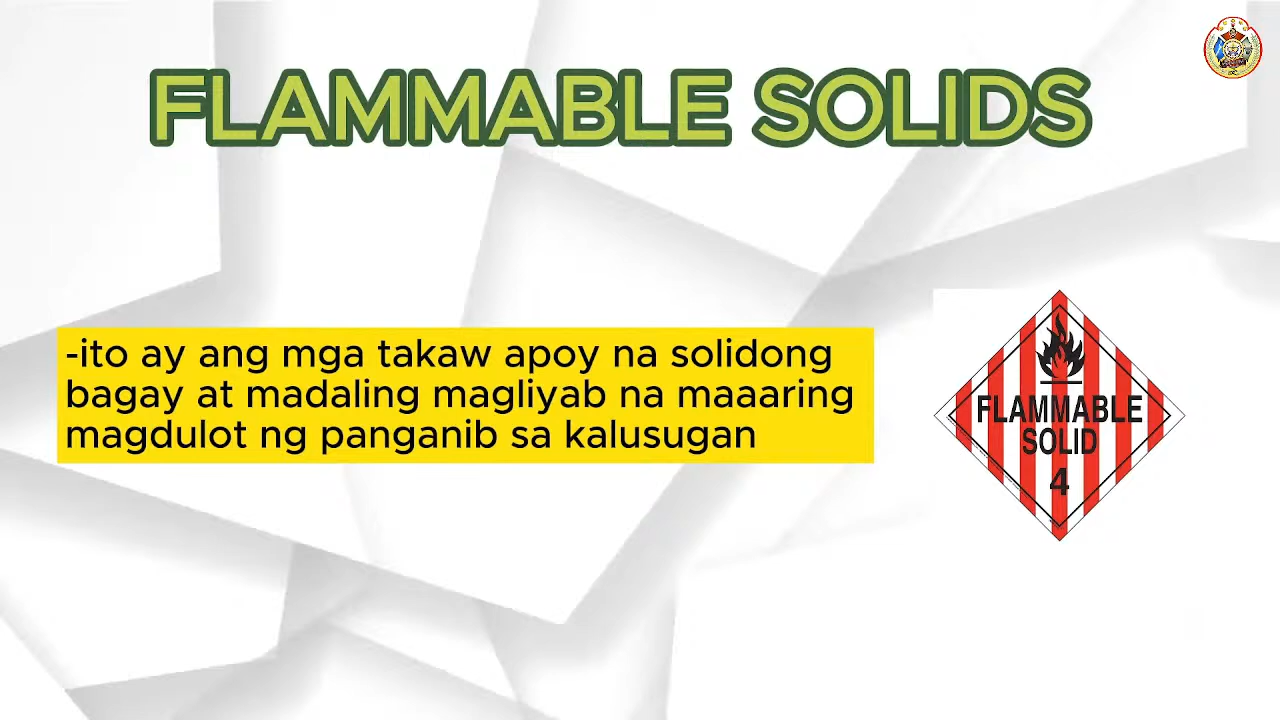 FLAMMABLE SOLIDS
-ito ay ang mga takaw apoy na solidong
bagay at madaling magliyab na maaaring
magdulot ng panganib sa kalusugan
FLAMMABLE
SOLID
4